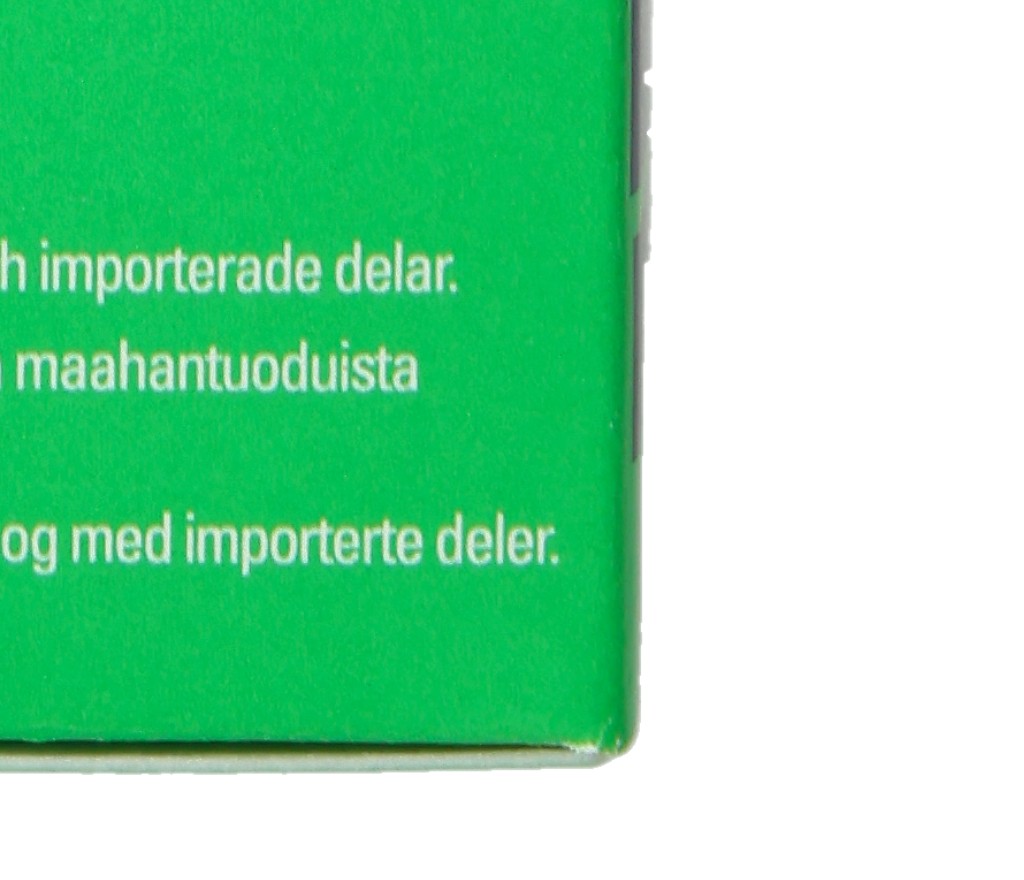 h importerade delar.
maahantuoduista
og med importerte deler.